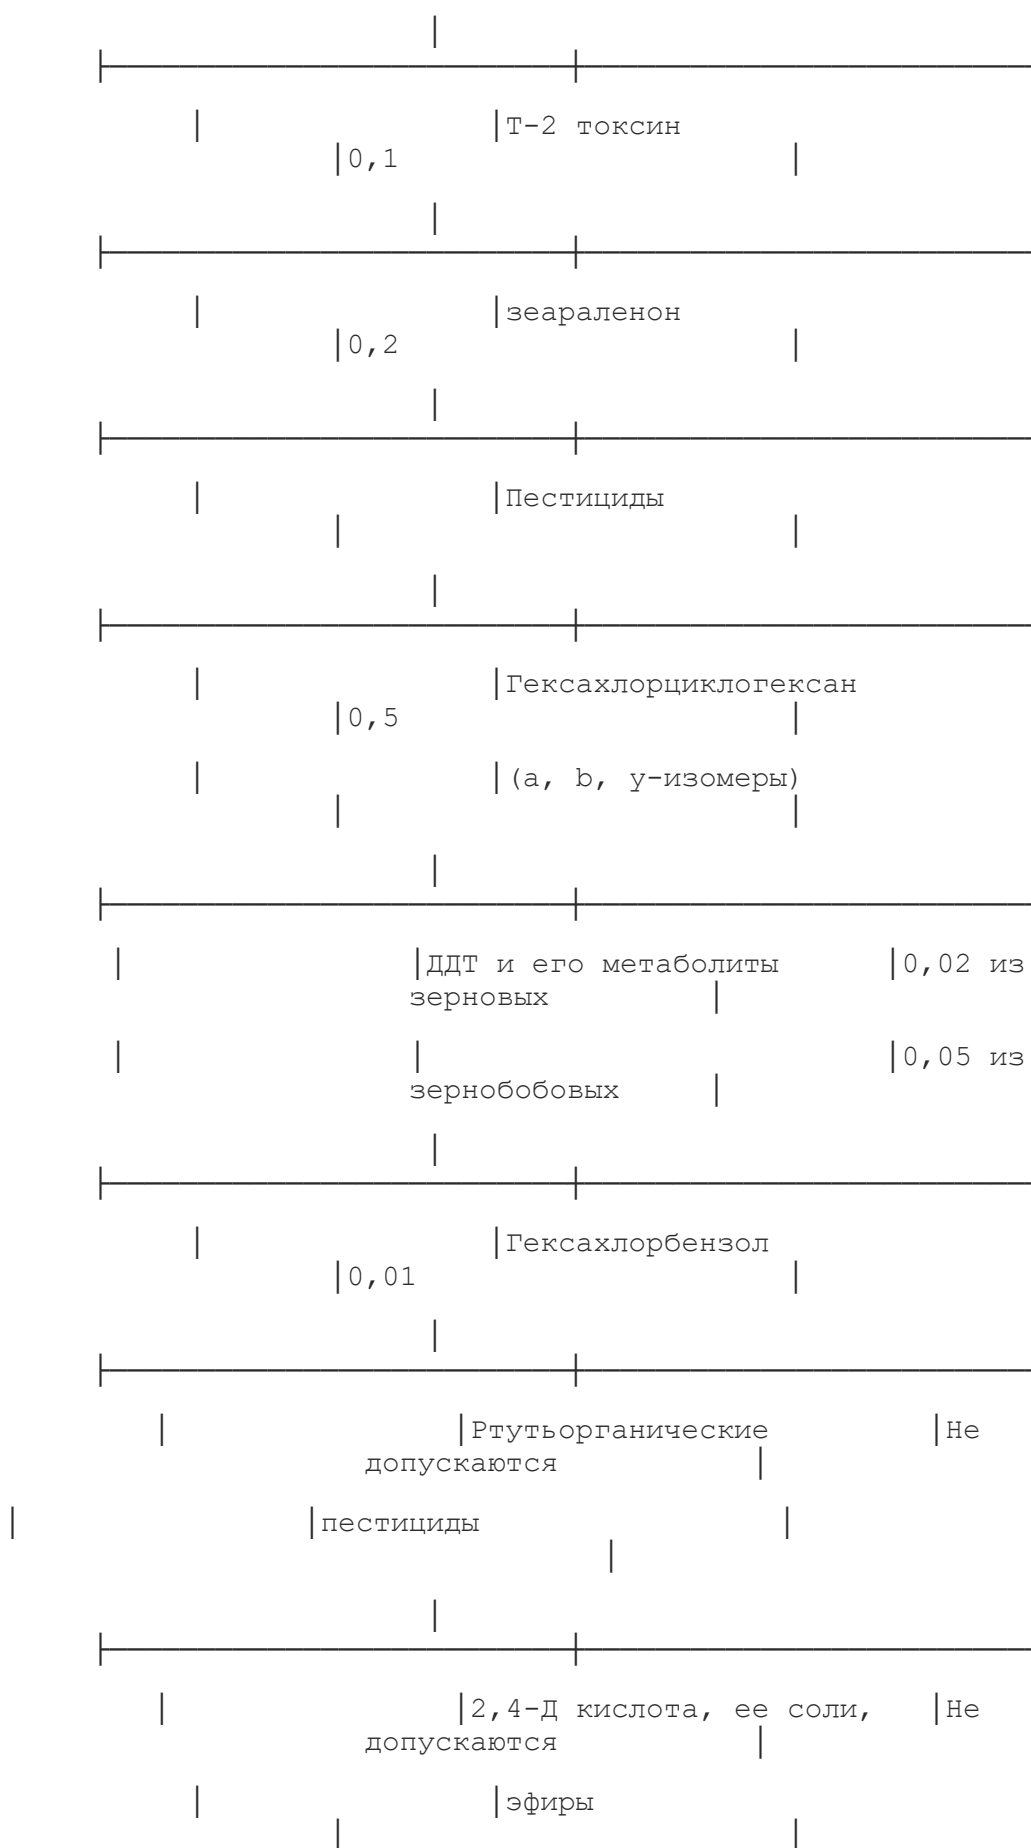 Т-2 токсин
0,1
зеараленон
0,2
Пестициды
Гексахлорциклогексан
0,5
(a, b, y-изомеры)
ДДТ и его метаболиты 0,02 из
зерновых
0,05 из
зернобобовых
Гексахлорбензол
0,01
Ртутьорганические Не
допускаются
пестициды
2,4-Д кислота, ее соли, Не
допускаются
эфиры